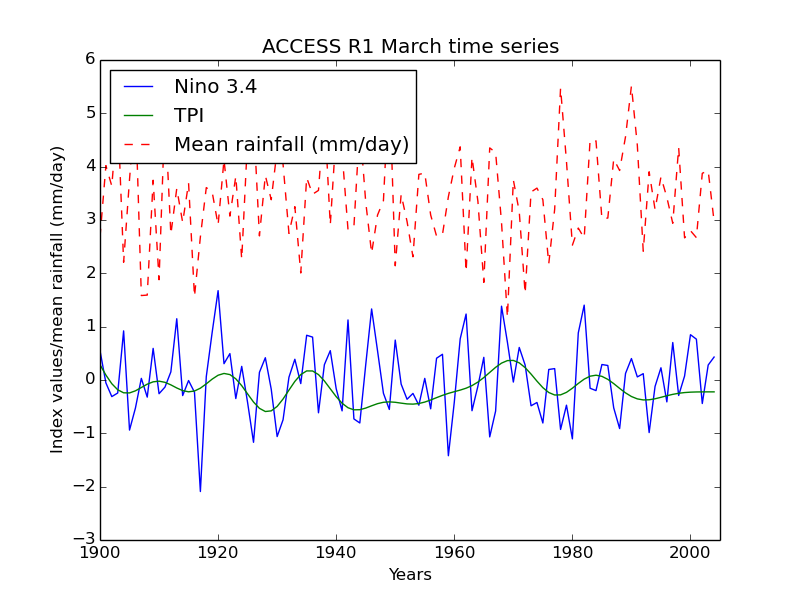 ACCESS R1 March time series
6
5
4
3
2
1
0
−1
−2
−3
Nino 3.4
TPI
Mean rainfall (mm/day)
Index values/mean rainfall (mm/day)
1900 1920 1940 1960 1980 2000
Years